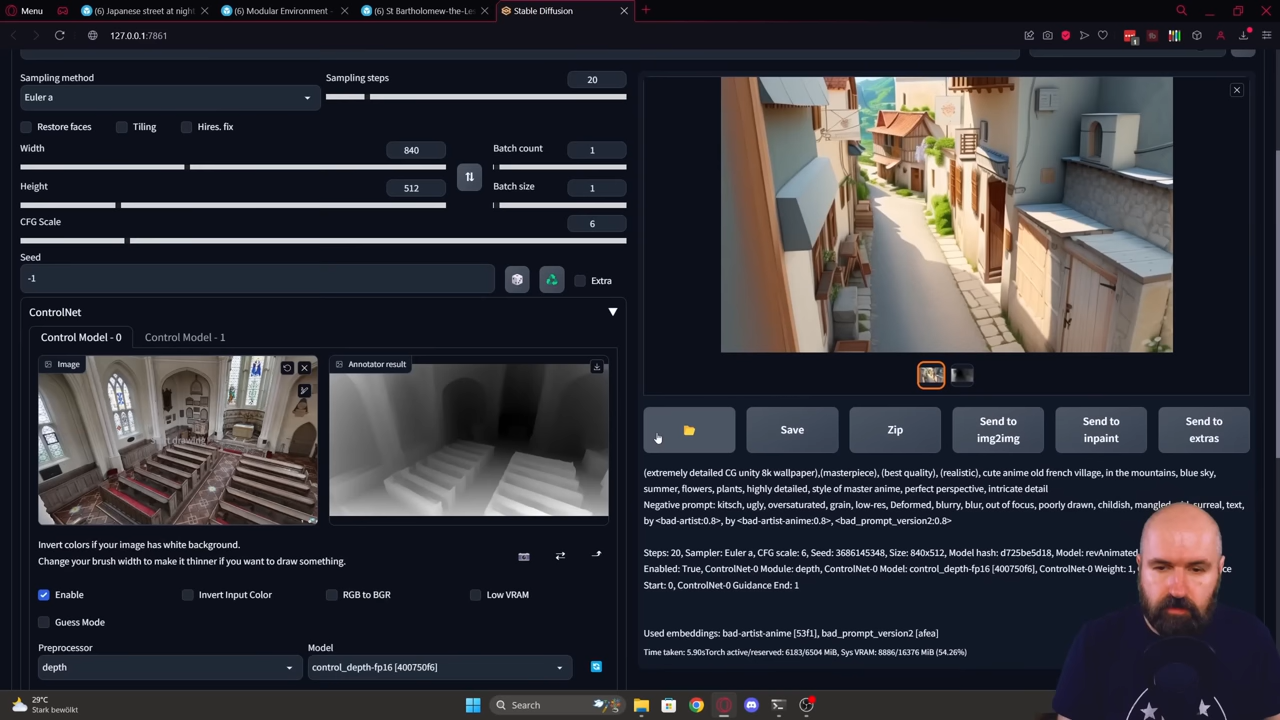 Menu
(6) Japanese street at nigh
(6) Modular Environment -
(6) St Bartholomew-the-Le
Stable Diffusion
127.0.0.1:7861
Sampling method
Sampling steps
20
Euler a
Restore faces
Tiling
Hires. fix
Width
840
Batch count
1
Height
512
Batch size
1
CFG Scale
6
Seed
-1
Extra
ControlNet
Control Model - 0
Control Model - 1
Image
Annotator result
Start drawing
Invert colors if your image has white background.
Change your brush width to make it thinner if you want to draw something.
Enable
Invert Input Color
RGB to BGR
Low VRAM
Guess Mode
Preprocessor
Model
depth
control_depth-fp16 [400750f6]
Save
Zip
Send to
img2img
Send to
inpaint
Send to
extras
(extremely detailed CG unity 8k wallpaper),(masterpiece), (best quality), (realistic), cute anime old french village, in the mountains, blue sky,
summer, flowers, plants, highly detailed, style of master anime, perfect perspective, intricate detail
Negative prompt: kitsch, ugly, oversaturated, grain, low-res, Deformed, blurry, blur, out of focus, poorly drawn, childish, mangled, surreal, text,
by <bad-artist:0.8>, by <bad-artist-anime:0.8>, <bad_prompt_version2:0.8>
Steps: 20, Sampler: Euler a, CFG scale: 6, Seed: 3686145348, Size: 840x512, Model hash: d725be5d18, Model: revAnimated
Enabled: True, ControlNet-0 Module: depth, ControlNet-0 Model: control_depth-fp16 [400750f6], ControlNet-0 Weight: 1,
Start: 0, ControlNet-0 Guidance End: 1
Used embeddings: bad-artist-anime [53f1], bad_prompt_version2 [afea]
Time taken: 5.90sTorch active/reserved: 6183/6504 MiB, Sys VRAM: 8886/16376 MiB (54.26%)
29°C
Stark bewölkt
Search